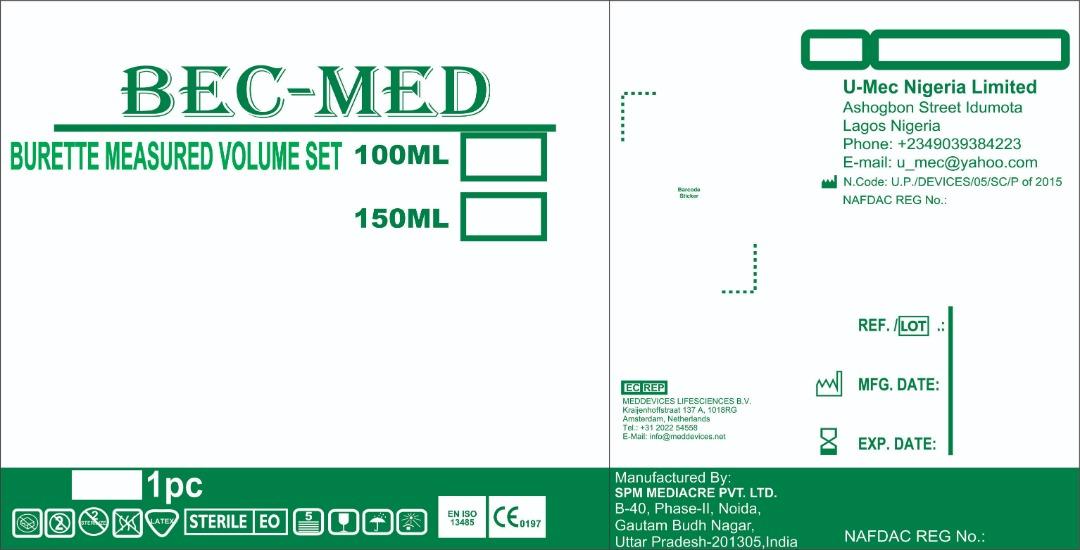 BEC-MED
BURETTE MEASURED VOLUME SET 100ML
150ML
1pc
2
2
STERILIZE
LATEX
STERILE EO
5
EN ISO
13485
CE 0197
Barcode
Sticker
U-Mec Nigeria Limited
Ashogbon Street Idumota
Lagos Nigeria
Phone: +2349039384223
E-mail: u_mec@yahoo.com
N.Code: U.P./DEVICES/05/SC/P of 2015
NAFDAC REG No.:
REF. /LOT .:
MFG. DATE:
EXP. DATE:
EC REP
MEDDEVICES LIFESCIENCES B.V.
Kraijenhoffstraat 137 A, 1018RG
Amsterdam, Netherlands
Tel.: +31 2022 54558
E-Mail: info@meddevices.net
Manufactured By:
SPM MEDIACRE PVT. LTD.
B-40, Phase-II, Noida,
Gautam Budh Nagar,
Uttar Pradesh-201305,India
NAFDAC REG No.: